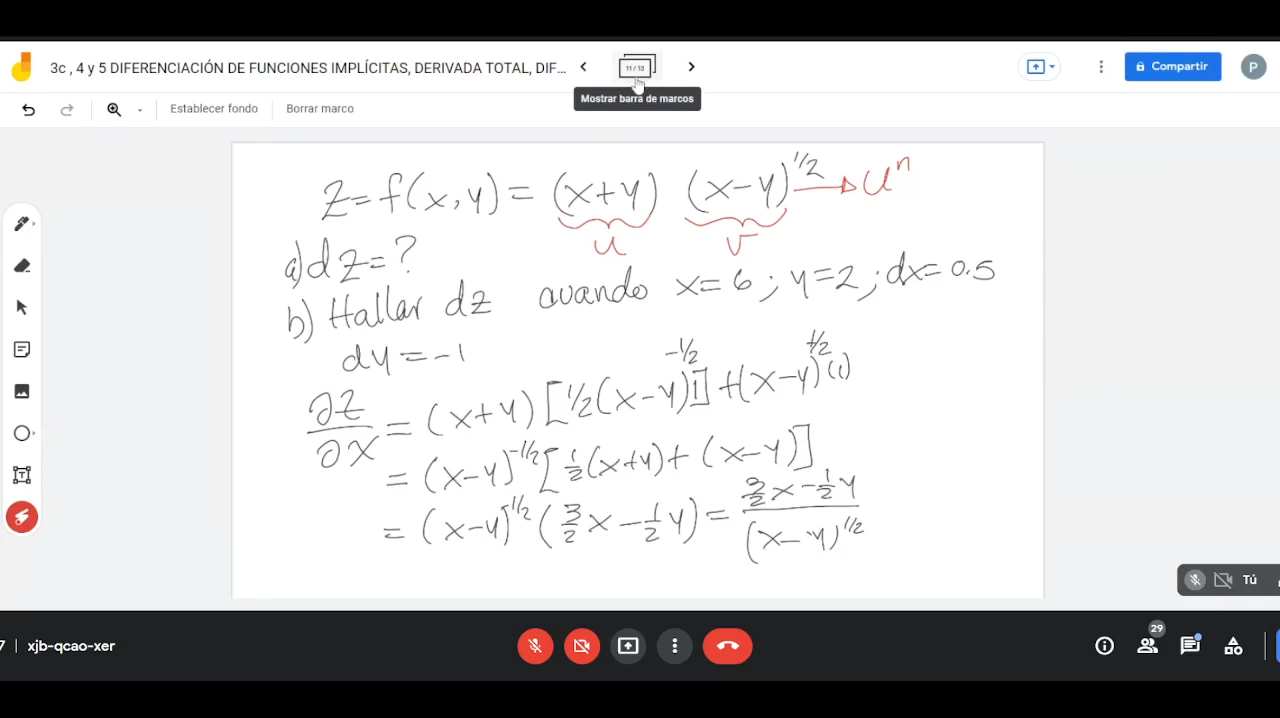 3c , 4 y 5 DIFERENCIACIÓN DE FUNCIONES IMPLÍCITAS, DERIVADA TOTAL, DIF...
11 / 13
Compartir
P
Mostrar barra de marcos
Establecer fondo
Borrar marco
z = f(x,y) = (x+y) (x-y)^1/2 → u^n
u v
a) dz = ?
b) Hallar dz cuando x = 6 ; y = 2 ; dx = 0.5
dy = -1
∂z/∂x = (x+y) [1/2 (x-y)^-1/2 1] + (x-y)^1/2 (1)
= (x-y)^-1/2 [1/2 (x+y) + (x-y)]
= (x-y)^-1/2 (3/2 x - 1/2 y) = (3/2 x - 1/2 y)/(x-y)^1/2
Tú
7 | xjb-qcao-xer
29